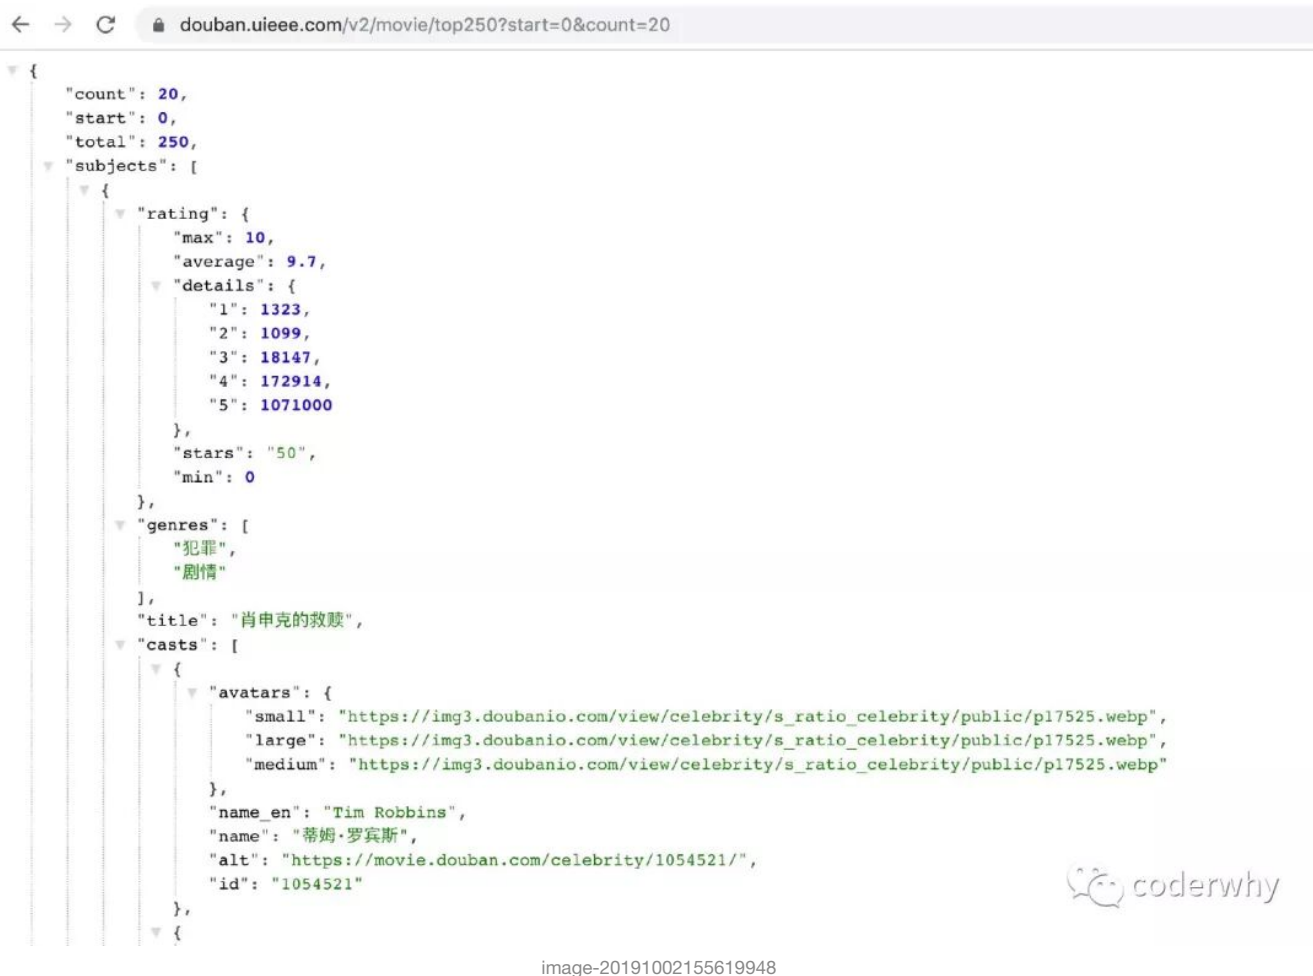 douban.uieee.com/v2/movie/top250?start=0&count=20
{
"count": 20,
"start": 0,
"total": 250,
"subjects": [
{
"rating": {
"max": 10,
"average": 9.7,
"details": {
"1": 1323,
"2": 1099,
"3": 18147,
"4": 172914,
"5": 1071000
},
"stars": "50",
"min": 0
},
"genres": [
"犯罪",
"剧情"
],
"title": "肖申克的救赎",
"casts": [
{
"avatars": {
"small": "https://img3.doubanio.com/view/celebrity/s_ratio_celebrity/public/p17525.webp",
"large": "https://img3.doubanio.com/view/celebrity/s_ratio_celebrity/public/p17525.webp",
"medium": "https://img3.doubanio.com/view/celebrity/s_ratio_celebrity/public/p17525.webp"
},
"name_en": "Tim Robbins",
"name": "蒂姆·罗宾斯",
"alt": "https://movie.douban.com/celebrity/1054521/",
"id": "1054521"
},
{
coderwhy
image-20191002155619948